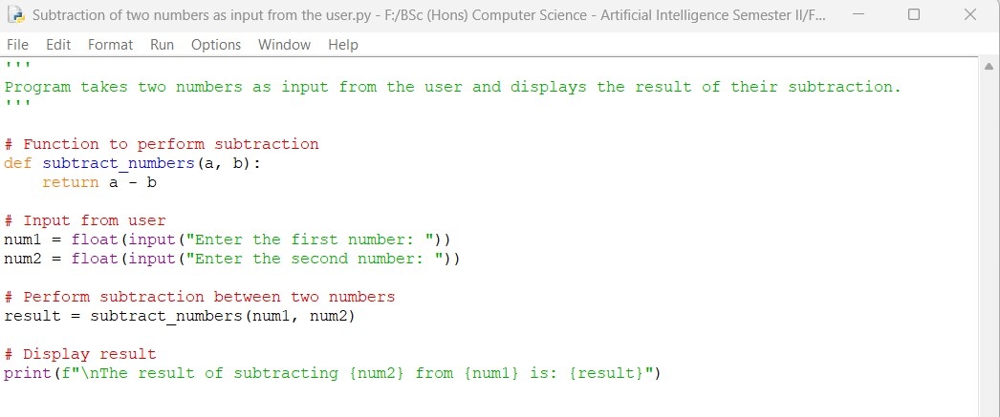 Subtraction of two numbers as input from the user.py - F:/BSc (Hons) Computer Science - Artificial Intelligence Semester II/F...
File Edit Format Run Options Window Help
'''
Program takes two numbers as input from the user and displays the result of their subtraction.
'''
# Function to perform subtraction
def subtract_numbers(a, b):
    return a - b
# Input from user
num1 = float(input("Enter the first number: "))
num2 = float(input("Enter the second number: "))
# Perform subtraction between two numbers
result = subtract_numbers(num1, num2)
# Display result
print(f"\nThe result of subtracting {num2} from {num1} is: {result}")